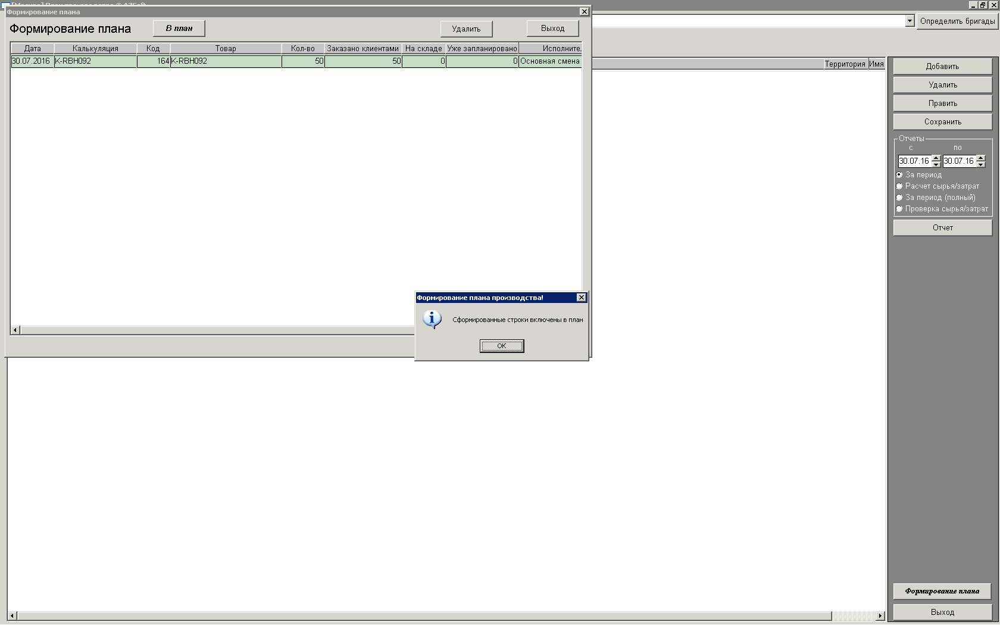 Формирование плана
Формирование плана
В план
Удалить
Выход
Определить бригады
Дата Калькуляция Код Товар Кол-во Заказано клиентами На складе Уже запланировано Исполните
30.07.2016 K-RBH092 164 K-RBH092 50 50 0 0 Основная смена
Территория Имя
Добавить
Удалить
Править
Сохранить
Отчеты
с по
30.07.16 30.07.16
За период
Расчет сырья/затрат
За период (полный)
Проверка сырья/затрат
Отчет
Формирование плана производства!
Сформированные строки включены в план
OK
Формирование плана
Выход